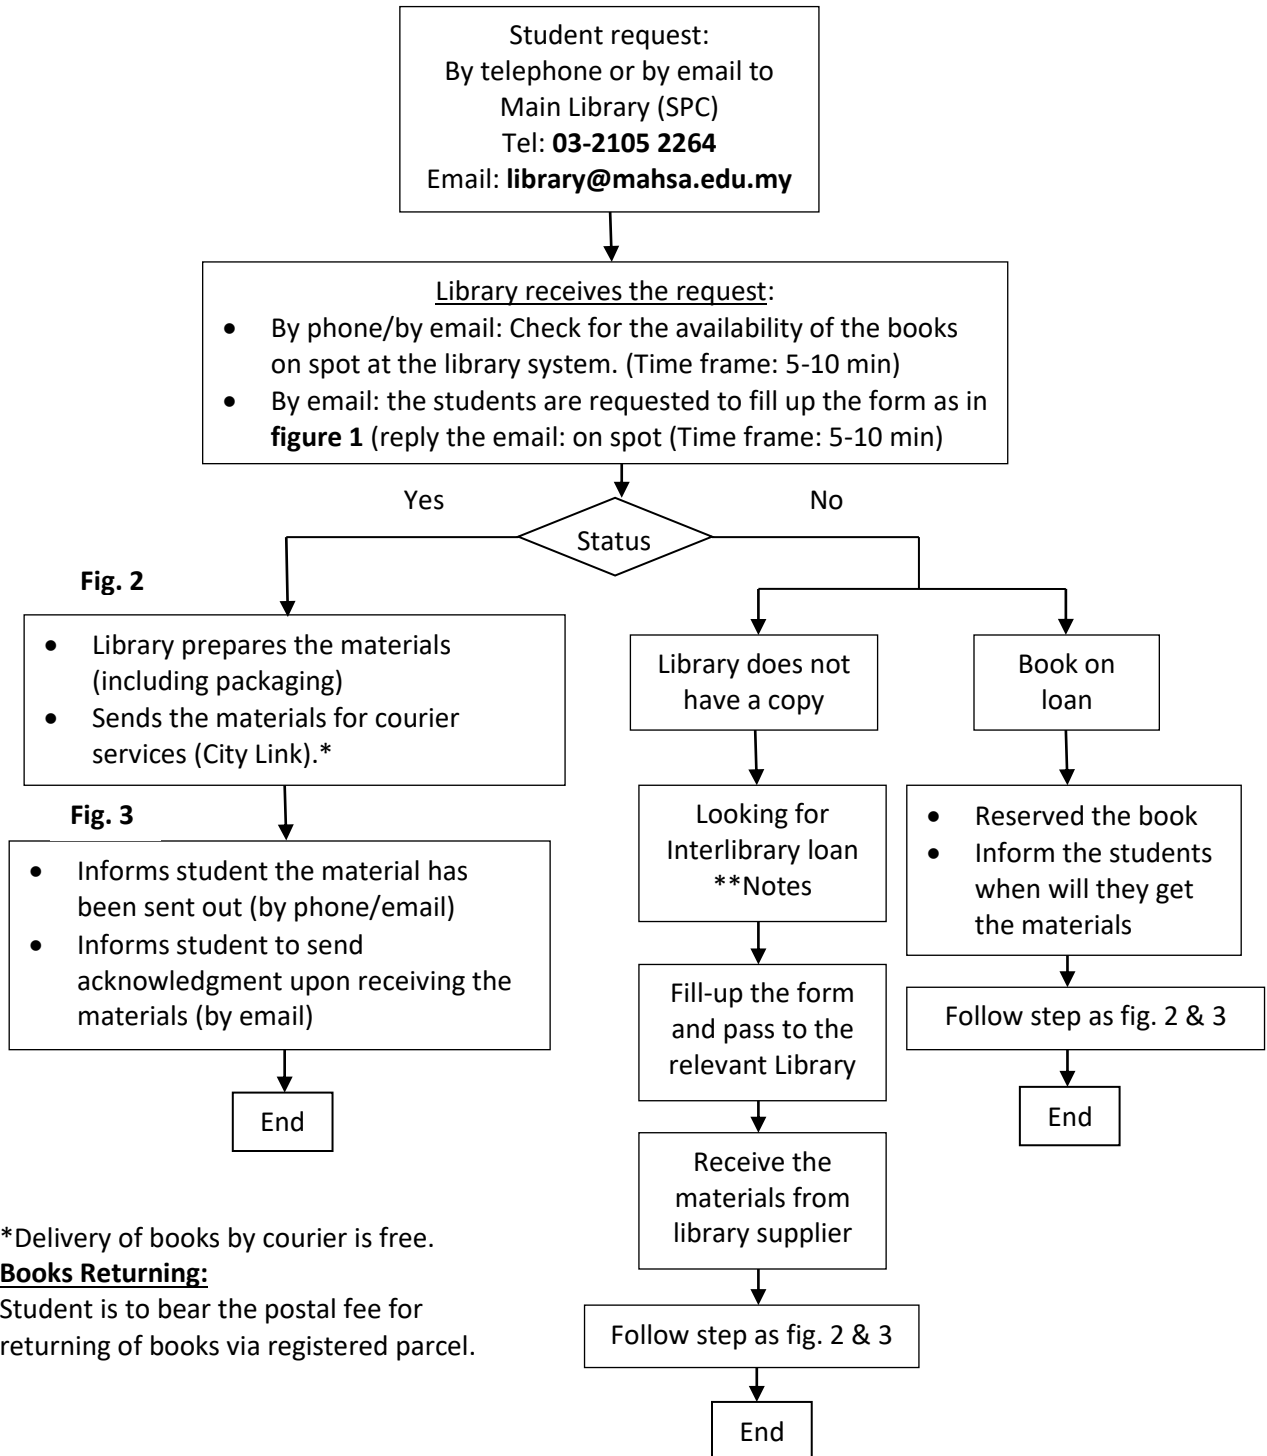 Student request:
By telephone or by email to
Main Library (SPC)
Tel: 03-2105 2264
Email: library@mahsa.edu.my
Library receives the request:
• By phone/by email: Check for the availability of the books
on spot at the library system. (Time frame: 5-10 min)
• By email: the students are requested to fill up the form as in
figure 1 (reply the email: on spot (Time frame: 5-10 min)
Yes
No
Status
Fig. 2
• Library prepares the materials
(including packaging)
• Sends the materials for courier
services (City Link).*
Fig. 3
• Informs student the material has
been sent out (by phone/email)
• Informs student to send
acknowledgment upon receiving the
materials (by email)
End
Library does not
have a copy
Looking for
Interlibrary loan
**Notes
Fill-up the form
and pass to the
relevant Library
Receive the
materials from
library supplier
Follow step as fig. 2 & 3
End
Book on
loan
• Reserved the book
• Inform the students
when will they get
the materials
Follow step as fig. 2 & 3
End
*Delivery of books by courier is free.
Books Returning:
Student is to bear the postal fee for
returning of books via registered parcel.